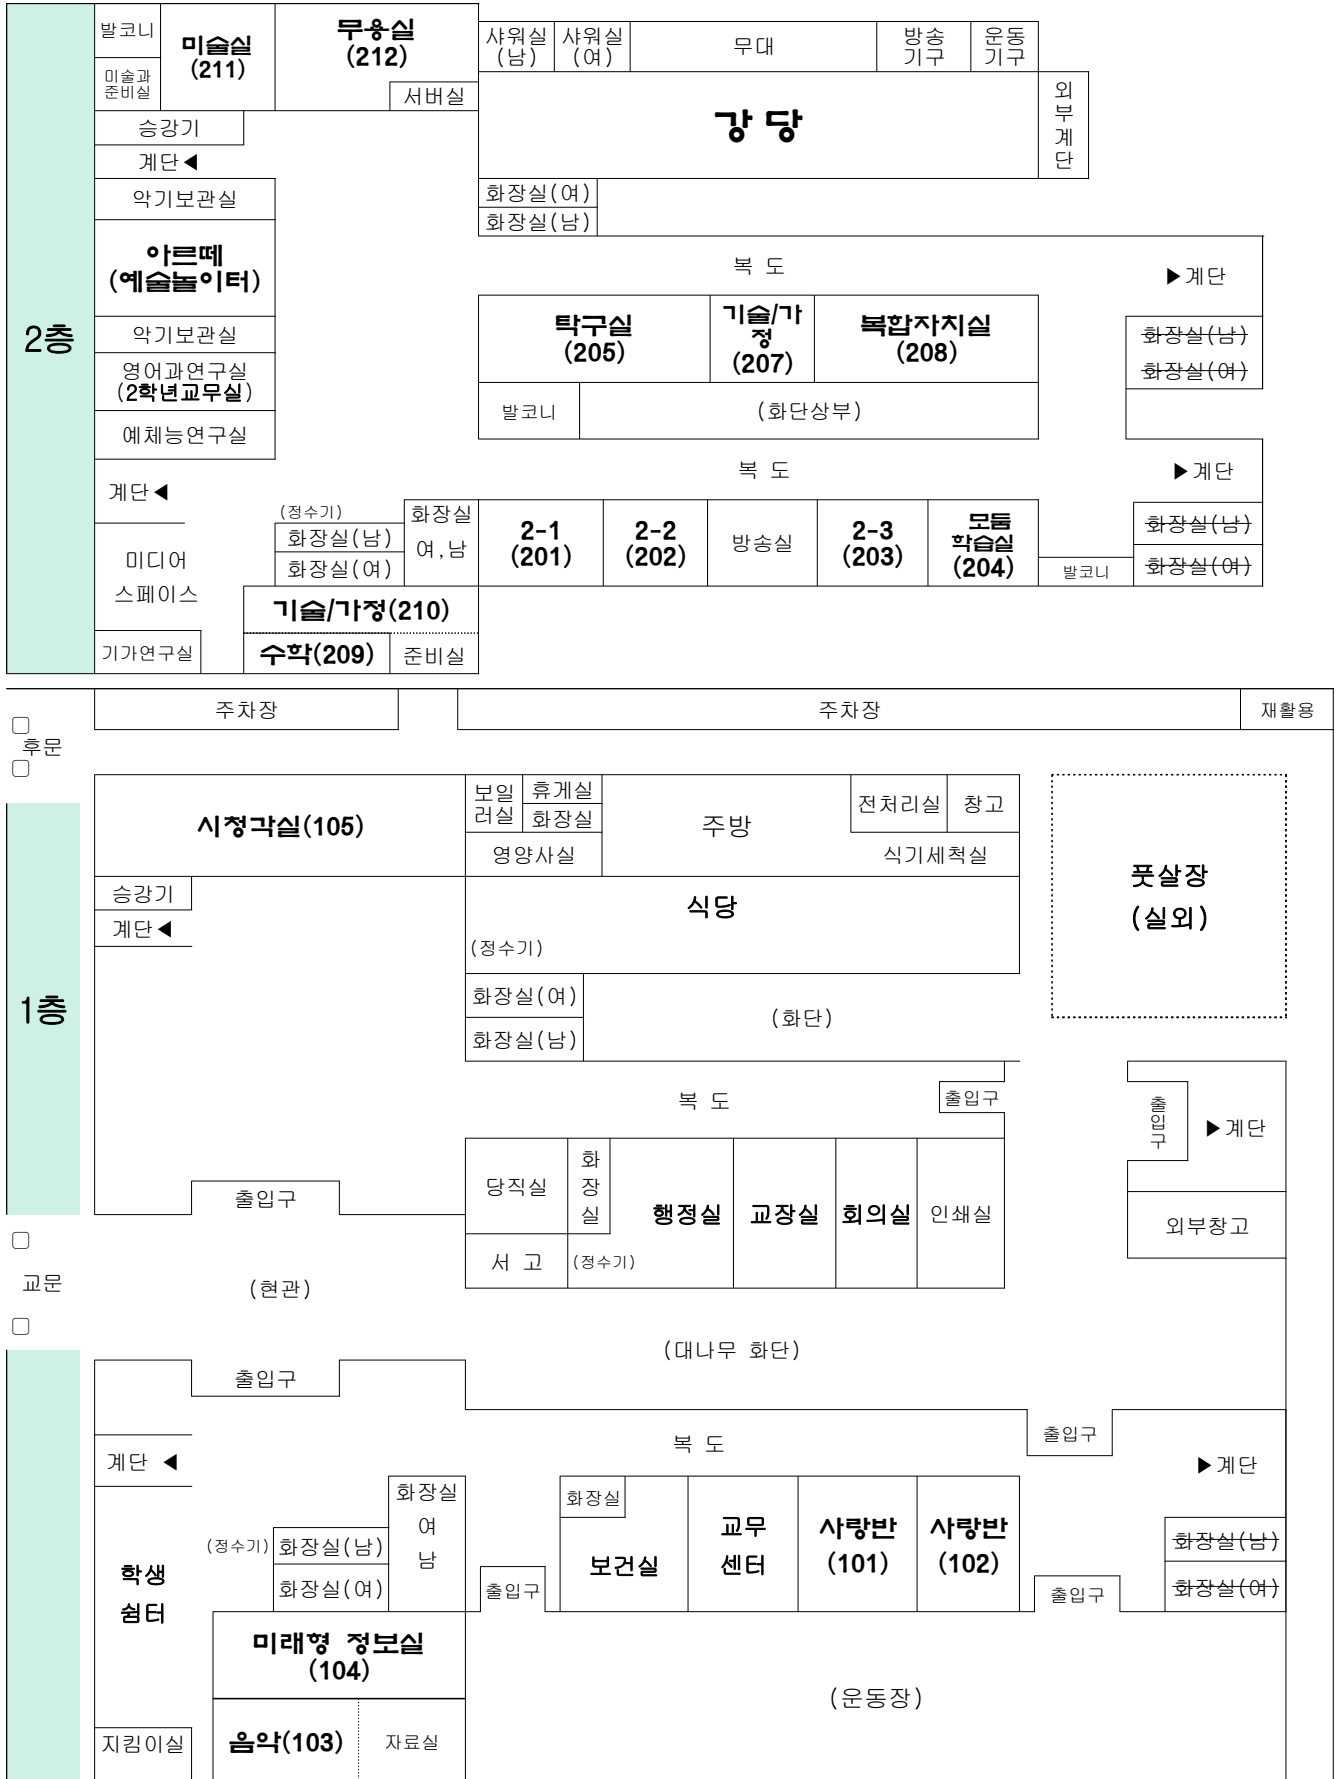 2층
발코니
미술과
준비실
미술실
(211)
무용실
(212)
서버실
샤워실
(남)
샤워실
(여)
무대
방송
기구
운동
기구
강 당
외
부
계
단
승강기
계단◀
악기보관실
화장실(여)
화장실(남)
아르떼
(예술놀이터)
복 도
▶계단
탁구실
(205)
기술/가
정
(207)
복합자치실
(208)
화장실(남)
화장실(여)
악기보관실
영어과연구실
(2학년교무실)
예체능연구실
발코니
(화단상부)
복 도
▶계단
계단◀
(정수기)
화장실(남)
화장실(여)
화장실
여,남
2-1
(201)
2-2
(202)
방송실
2-3
(203)
모둠
학습실
(204)
발코니
화장실(남)
화장실(여)
미디어
스페이스
기술/가정(210)
기가연구실
수학(209)
준비실
주차장
주차장
재활용
후문
1층
시청각실(105)
보일
러실
휴게실
화장실
영양사실
주방
전처리실
창고
식기세척실
풋살장
(실외)
승강기
계단◀
식당
(정수기)
화장실(여)
화장실(남)
(화단)
복 도
출입구
출
입
구
▶계단
당직실
화
장
실
행정실
교장실
회의실
인쇄실
서 고
(정수기)
외부창고
출입구
교문
(현관)
(대나무 화단)
출입구
복 도
출입구
▶계단
계단 ◀
화장실
여
남
(정수기)
화장실(남)
화장실(여)
출입구
화장실
보건실
교무
센터
사랑반
(101)
사랑반
(102)
출입구
화장실(남)
화장실(여)
학생
쉼터
미래형 정보실
(104)
(운동장)
지킴이실
음악(103)
자료실